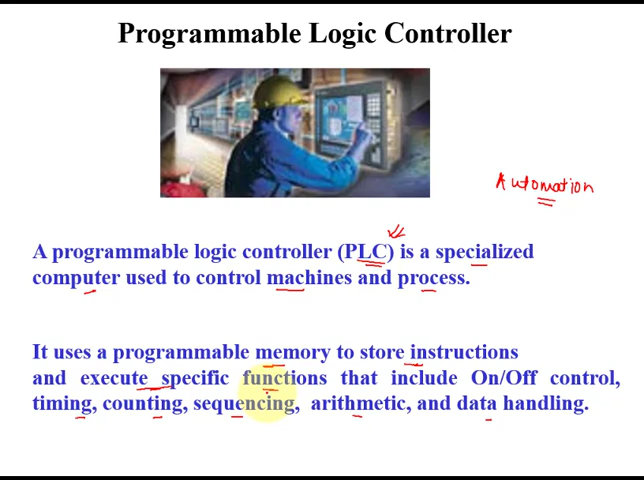 Programmable Logic Controller
Automation
A programmable logic controller (PLC) is a specialized
computer used to control machines and process.
It uses a programmable memory to store instructions
and execute specific functions that include On/Off control,
timing, counting, sequencing, arithmetic, and data handling.